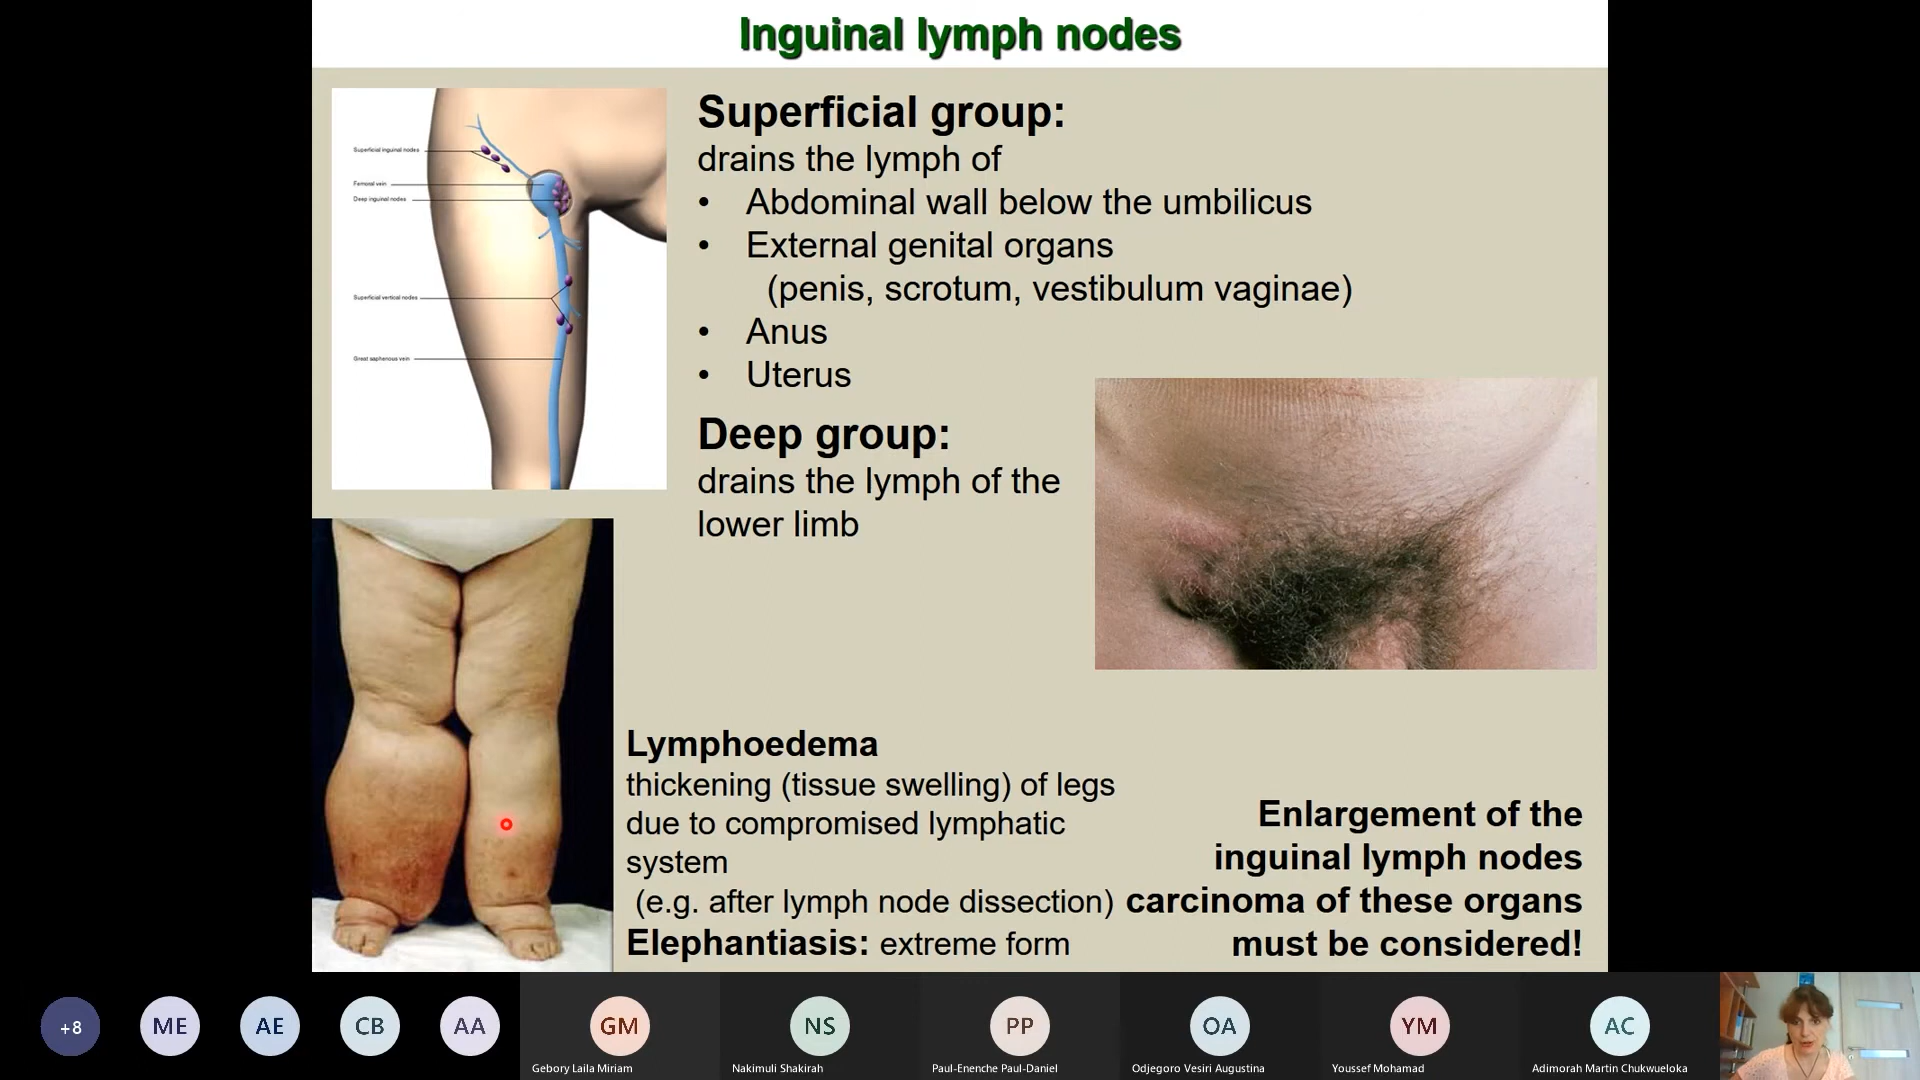 Inguinal lymph nodes
Superficial inguinal nodes
Femoral vein
Deep inguinal nodes
Superficial vertical nodes
Great saphenous vein
Superficial group:
drains the lymph of
• Abdominal wall below the umbilicus
• External genital organs
(penis, scrotum, vestibulum vaginae)
• Anus
• Uterus
Deep group:
drains the lymph of the
lower limb
Lymphoedema
thickening (tissue swelling) of legs
due to compromised lymphatic
system
(e.g. after lymph node dissection)
Elephantiasis: extreme form
Enlargement of the
inguinal lymph nodes
carcinoma of these organs
must be considered!
+8
ME
AE
CB
AA
GM
Gebory Laila Miriam
NS
Nakimuli Shakirah
PP
Paul-Enenche Paul-Daniel
OA
Odjegoro Vesiri Augustina
YM
Youssef Mohamad
AC
Adimorah Martin Chukwueloka